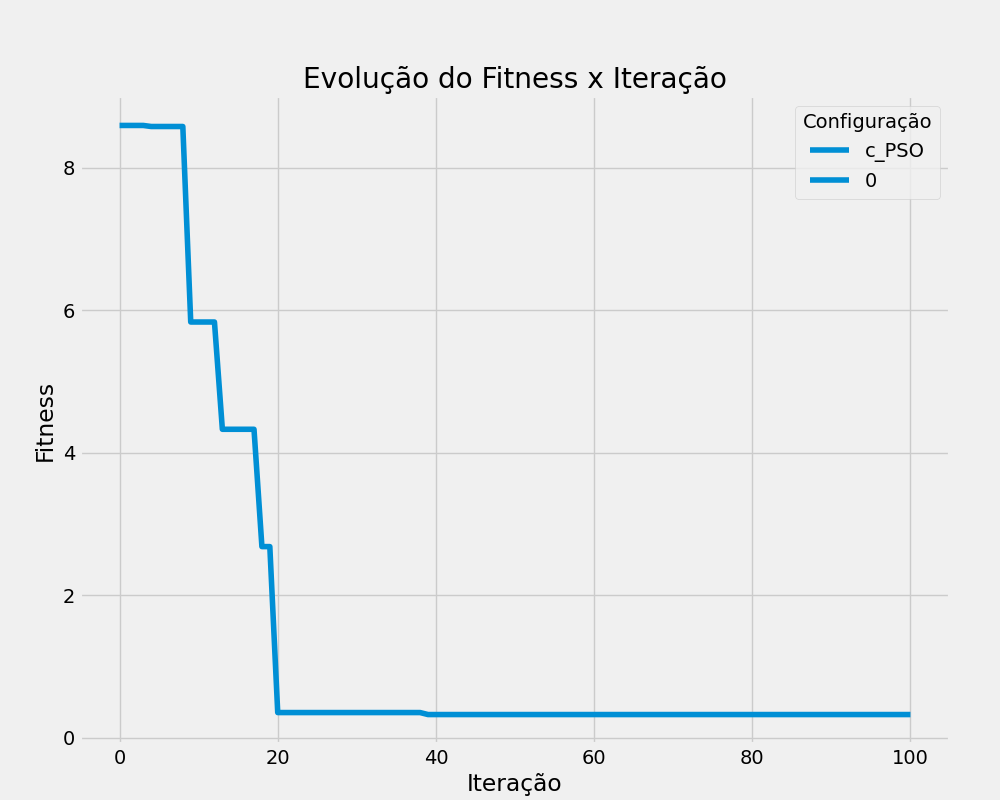 Evolução do Fitness x Iteração
Configuração
c_PSO
0
8
6
4
2
0
Fitness
0 20 40 60 80 100
Iteração